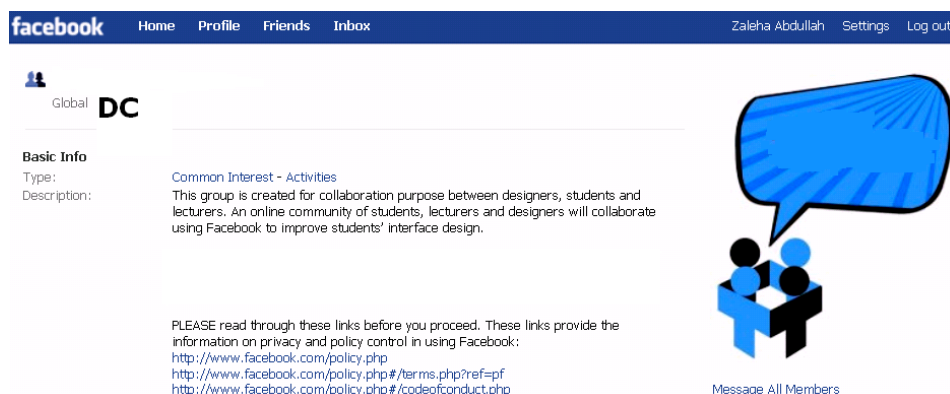 facebook Home Profile Friends Inbox Zaleha Abdullah Settings Log out
Global DC
Basic Info
Type: Common Interest - Activities
Description: This group is created for collaboration purpose between designers, students and
lecturers. An online community of students, lecturers and designers will collaborate
using Facebook to improve students' interface design.
PLEASE read through these links before you proceed. These links provide the
information on privacy and policy control in using Facebook:
http://www.facebook.com/policy.php
http://www.facebook.com/policy.php#/terms.php?ref=pf
http://www.facebook.com/policy.php#/codeofconduct.php
Message All Members